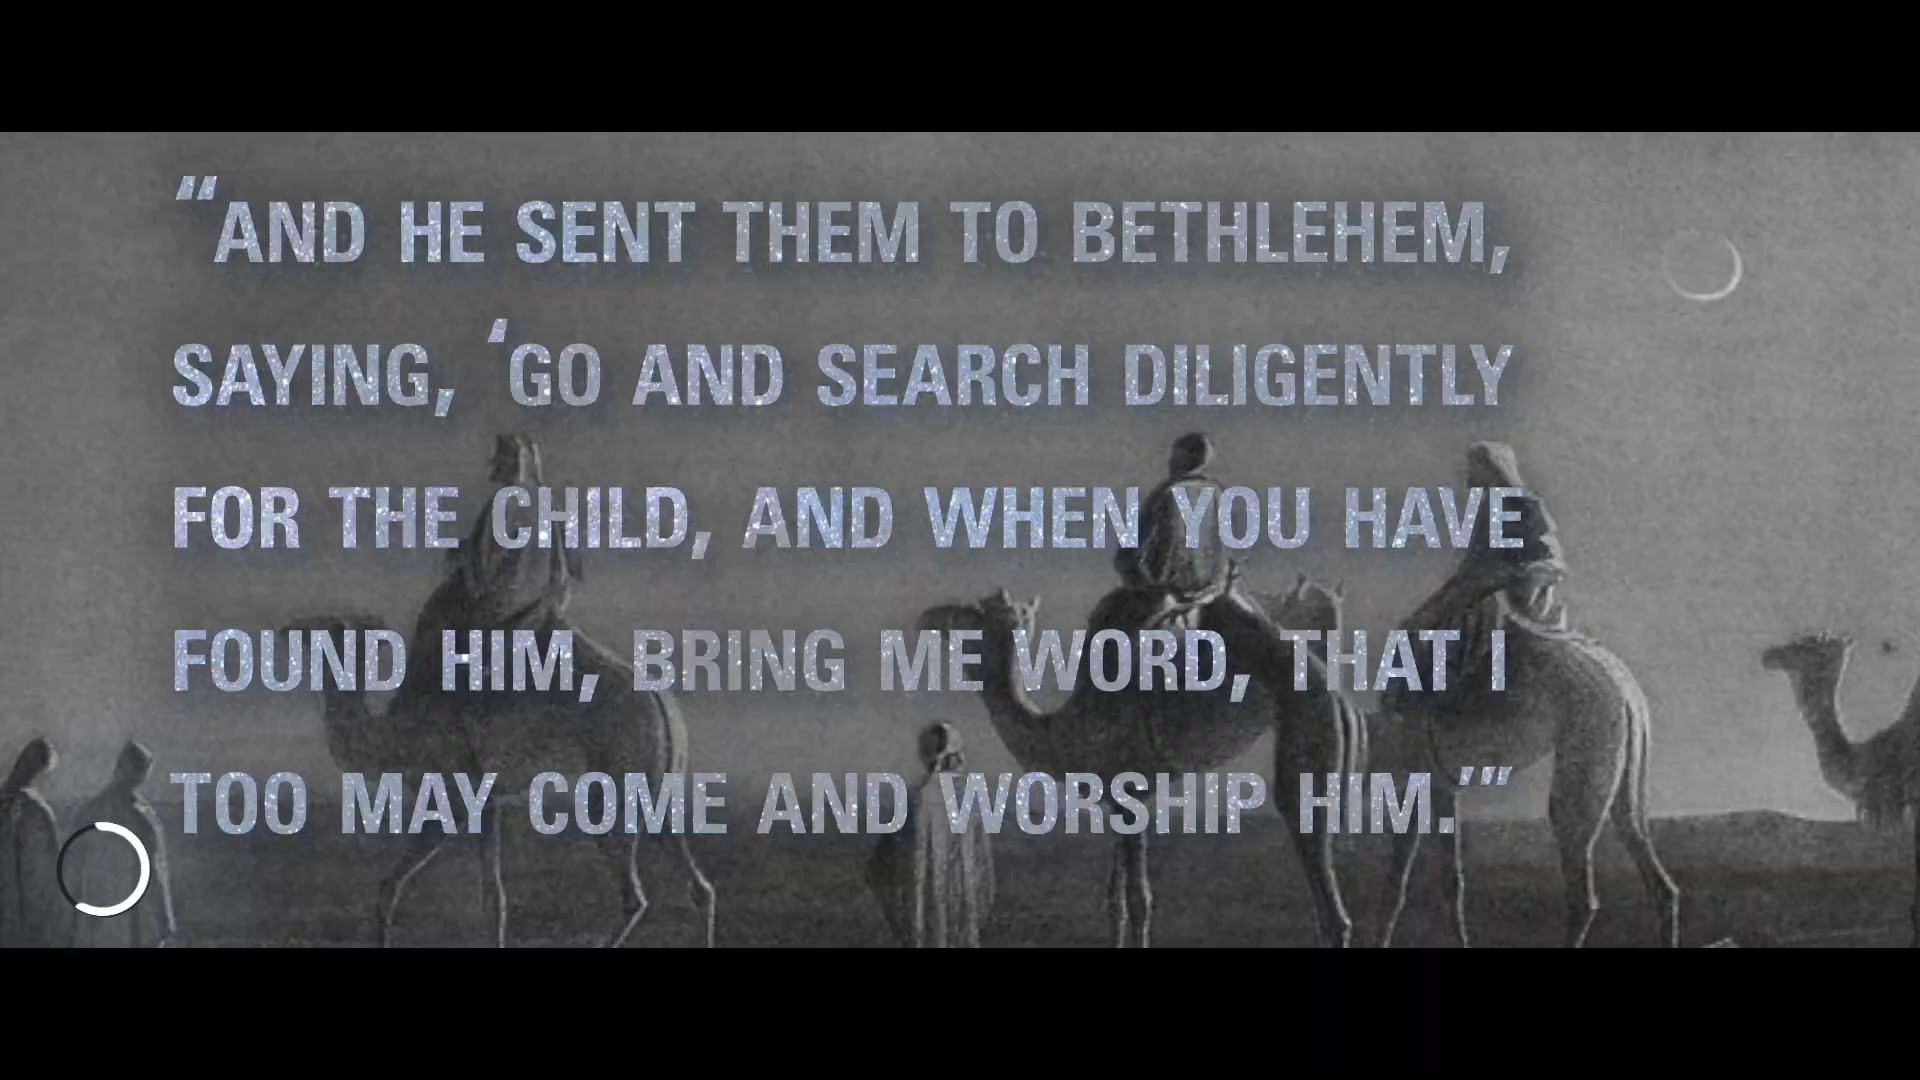 “AND HE SENT THEM TO BETHLEHEM,
SAYING, ‘GO AND SEARCH DILIGENTLY
FOR THE CHILD, AND WHEN YOU HAVE
FOUND HIM, BRING ME WORD, THAT I
TOO MAY COME AND WORSHIP HIM.’”